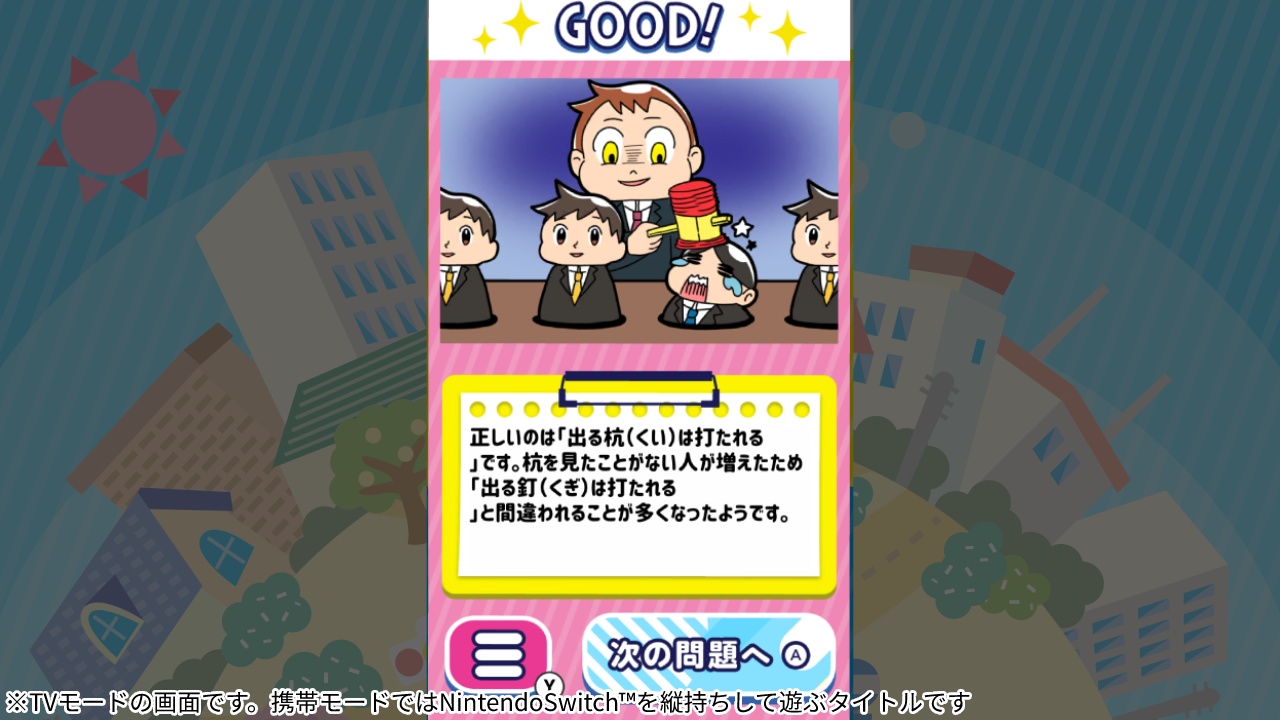 GOOD!
正しいのは「出る杭（くい）は打たれる
」です。杭を見たことがない人が増えたため
「出る釘（くぎ）は打たれる
」と間違われることが多くなったようです。
次の問題へ A
Y
※TVモードの画面です。携帯モードではNintendoSwitch™を縦持ちして遊ぶタイトルです